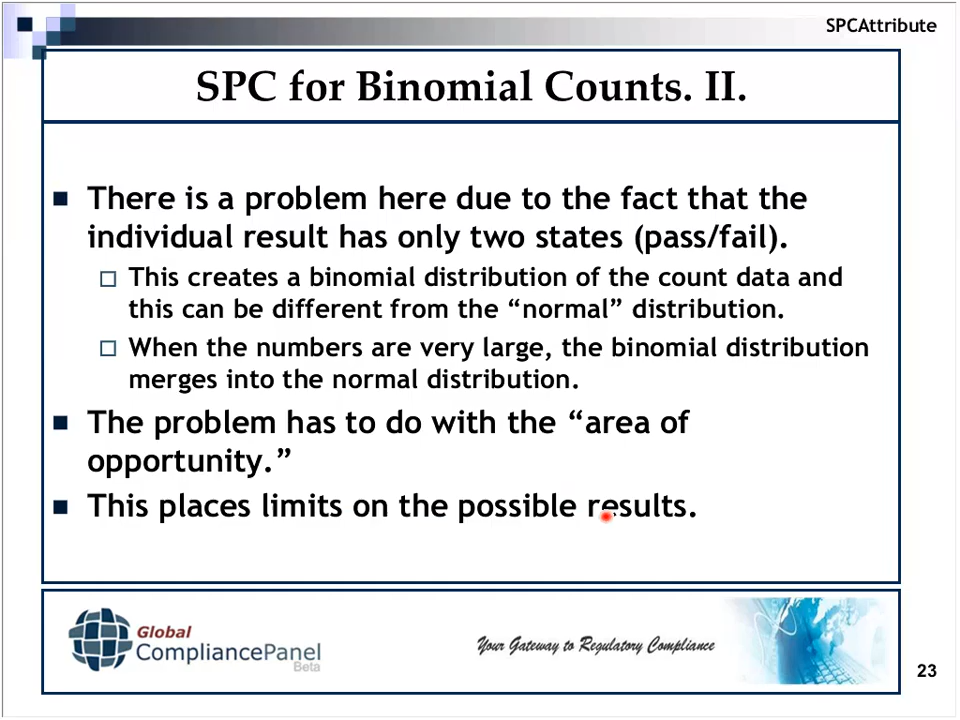 SPCAttribute
SPC for Binomial Counts. II.
There is a problem here due to the fact that the
individual result has only two states (pass/fail).
This creates a binomial distribution of the count data and
this can be different from the “normal” distribution.
When the numbers are very large, the binomial distribution
merges into the normal distribution.
The problem has to do with the “area of
opportunity.”
This places limits on the possible results.
Global
CompliancePanel
Beta
Your Gateway to Regulatory Compliance
23